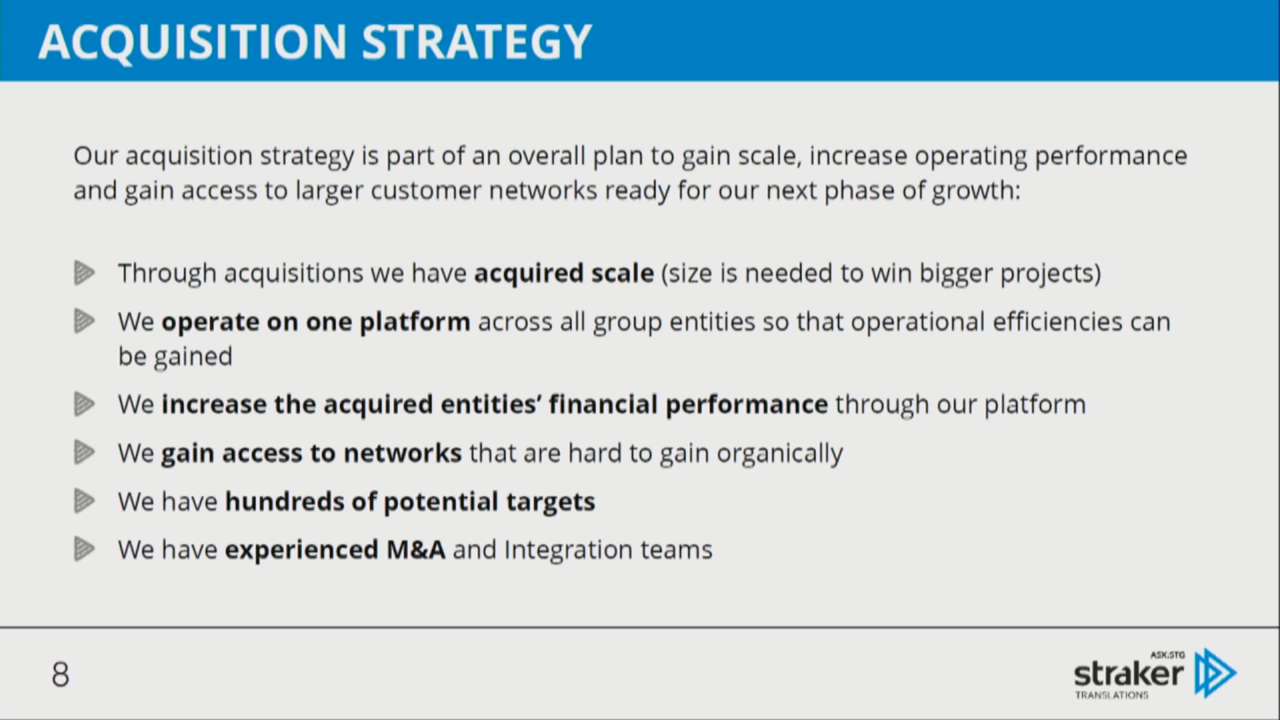 ACQUISITION STRATEGY
Our acquisition strategy is part of an overall plan to gain scale, increase operating performance
and gain access to larger customer networks ready for our next phase of growth:
Through acquisitions we have acquired scale (size is needed to win bigger projects)
We operate on one platform across all group entities so that operational efficiencies can
be gained
We increase the acquired entities’ financial performance through our platform
We gain access to networks that are hard to gain organically
We have hundreds of potential targets
We have experienced M&A and Integration teams
8
ASX:STG
straker
TRANSLATIONS